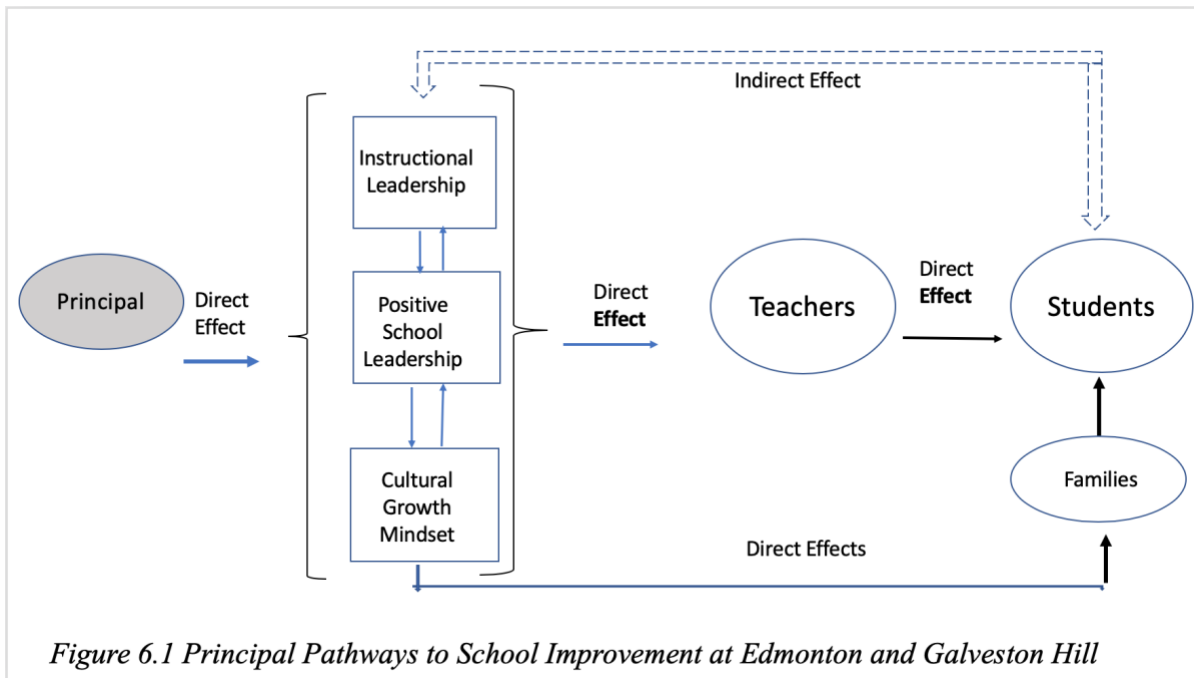 Indirect Effect
Instructional
Leadership
Principal
Direct
Effect
Positive
School
Leadership
Direct
Effect
Teachers
Direct
Effect
Students
Cultural
Growth
Mindset
Families
Direct Effects
Figure 6.1 Principal Pathways to School Improvement at Edmonton and Galveston Hill